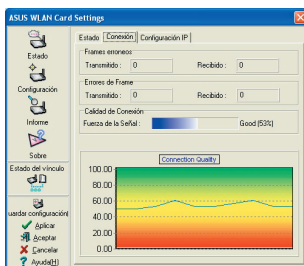 ASUS WLAN Card Settings
Estado
Configuración
Informe
Sobre
Estado del vínculo
uardar configuración
Aplicar
Aceptar
Cancelar
Ayuda(H)
Estado Conexión Configuración IP
Frames erroneos
Transmitido : 0 Recibido : 0
Errores de Frame
Transmitido : 0 Recibido : 0
Calidad de Conexión
Fuerza de la Señal : Good (53%)
Connection Quality
100.00
80.00
60.00
40.00
20.00
0.00